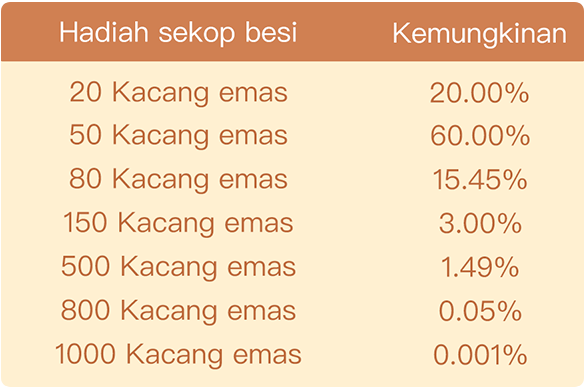 Hadiah sekop besi Kemungkinan
20 Kacang emas 20.00%
50 Kacang emas 60.00%
80 Kacang emas 15.45%
150 Kacang emas 3.00%
500 Kacang emas 1.49%
800 Kacang emas 0.05%
1000 Kacang emas 0.001%